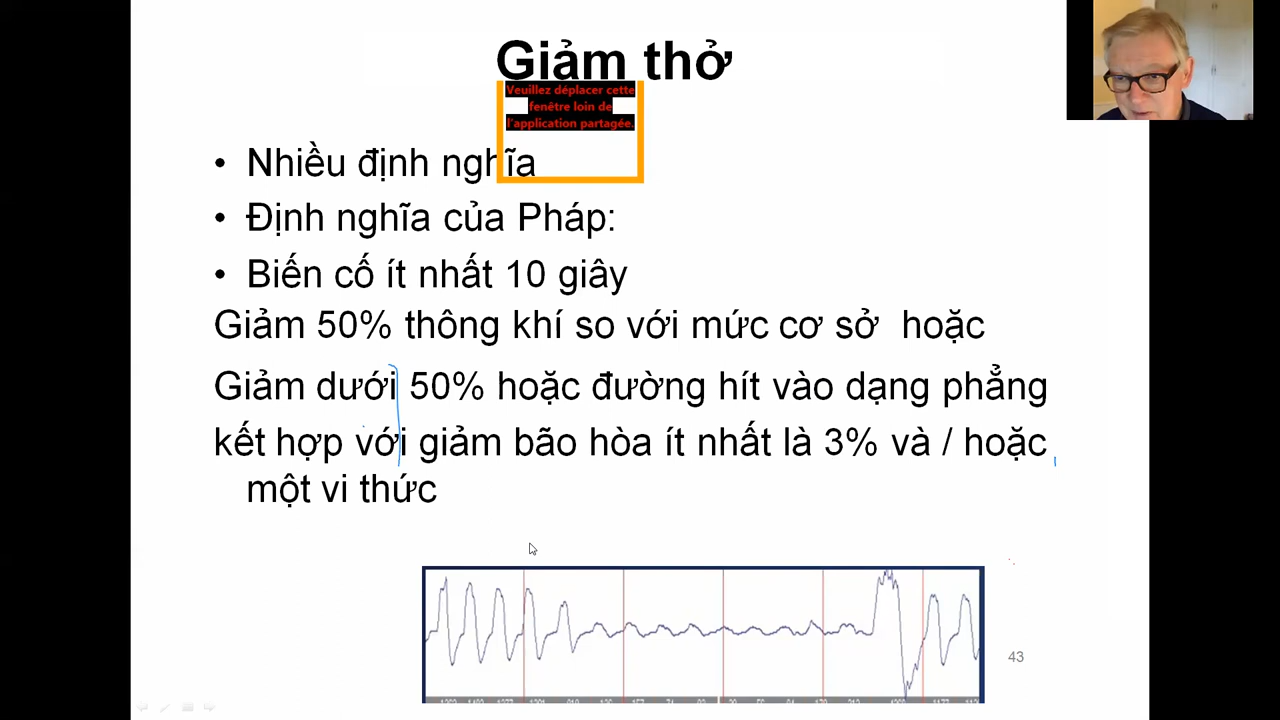 Giảm thở
Veuillez déplacer cette
fenêtre loin de
l'application partagée.
• Nhiều định nghĩa
• Định nghĩa của Pháp:
• Biến cố ít nhất 10 giây
Giảm 50% thông khí so với mức cơ sở hoặc
Giảm dưới 50% hoặc đường hít vào dạng phẳng
kết hợp với giảm bão hòa ít nhất là 3% và / hoặc
một vi thức
43